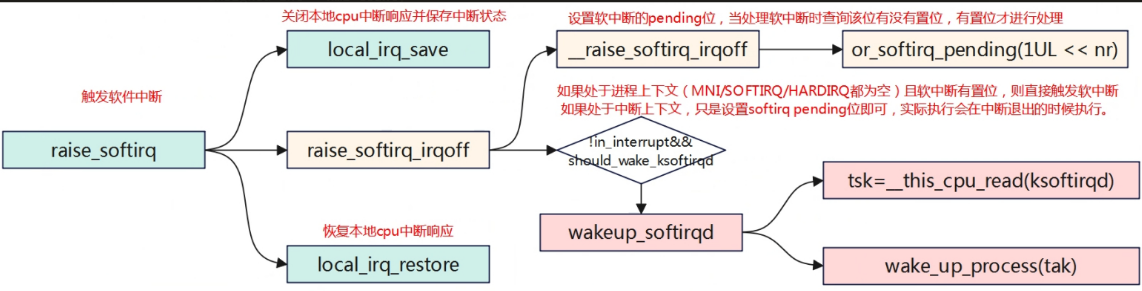 关闭本地cpu中断响应并保存中断状态
local_irq_save
设置软中断的pending位，当处理软中断时查询该位有没有置位，有置位才进行处理
__raise_softirq_irqoff
or_softirq_pending(1UL << nr)
触发软件中断
raise_softirq
raise_softirq_irqoff
如果处于进程上下文（MNI/SOFTIRQ/HARDIRQ都为空）且软中断有置位，则直接触发软中断
如果处于中断上下文，只是设置softirq pending位即可，实际执行会在中断退出的时候执行。
!in_interrupt&&
should_wake_ksoftirqd
wakeup_softirqd
tsk=__this_cpu_read(ksoftirqd)
wake_up_process(tak)
恢复本地cpu中断响应
local_irq_restore